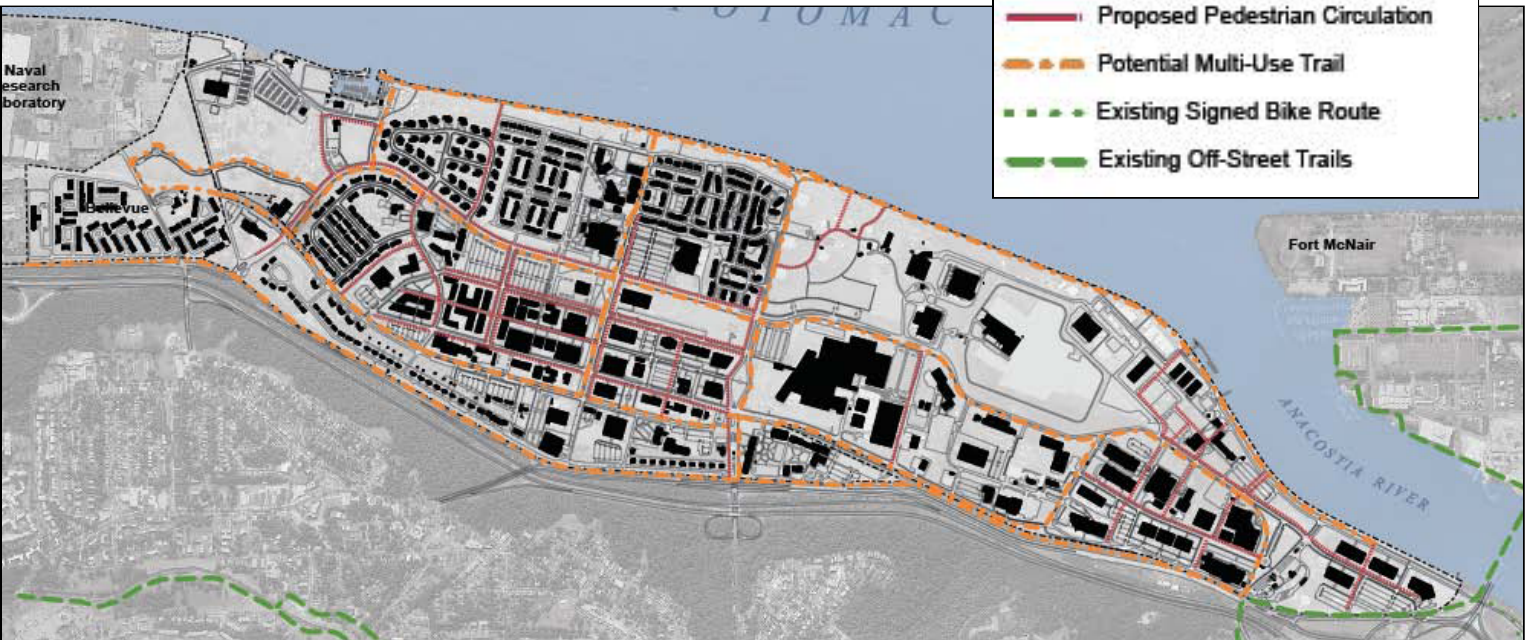 POTOMAC
Proposed Pedestrian Circulation
Potential Multi-Use Trail
Existing Signed Bike Route
Existing Off-Street Trails
Naval
esearch
boratory
Bellevue
Fort McNair
ANACOSTIA RIVER